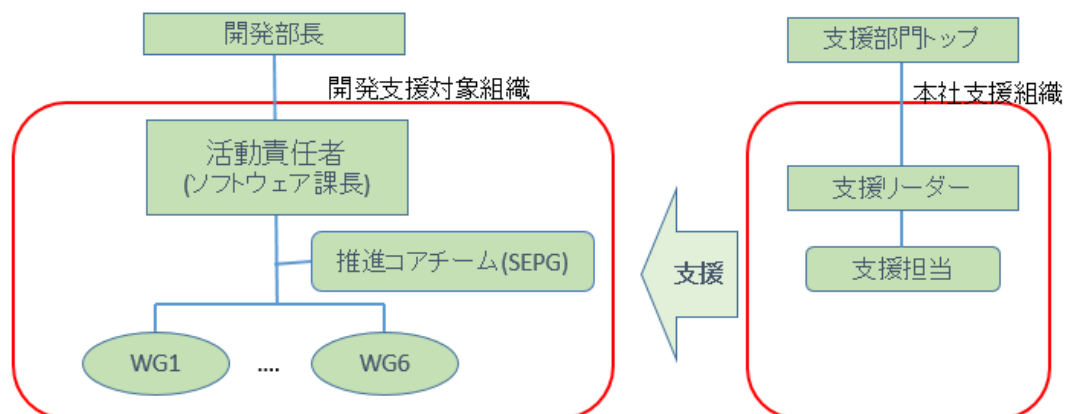 開発部長
支援部門トップ
開発支援対象組織
本社支援組織
活動責任者
(ソフトウェア課長)
支援リーダー
推進コアチーム(SEPG)
支援
支援担当
WG1
....
WG6